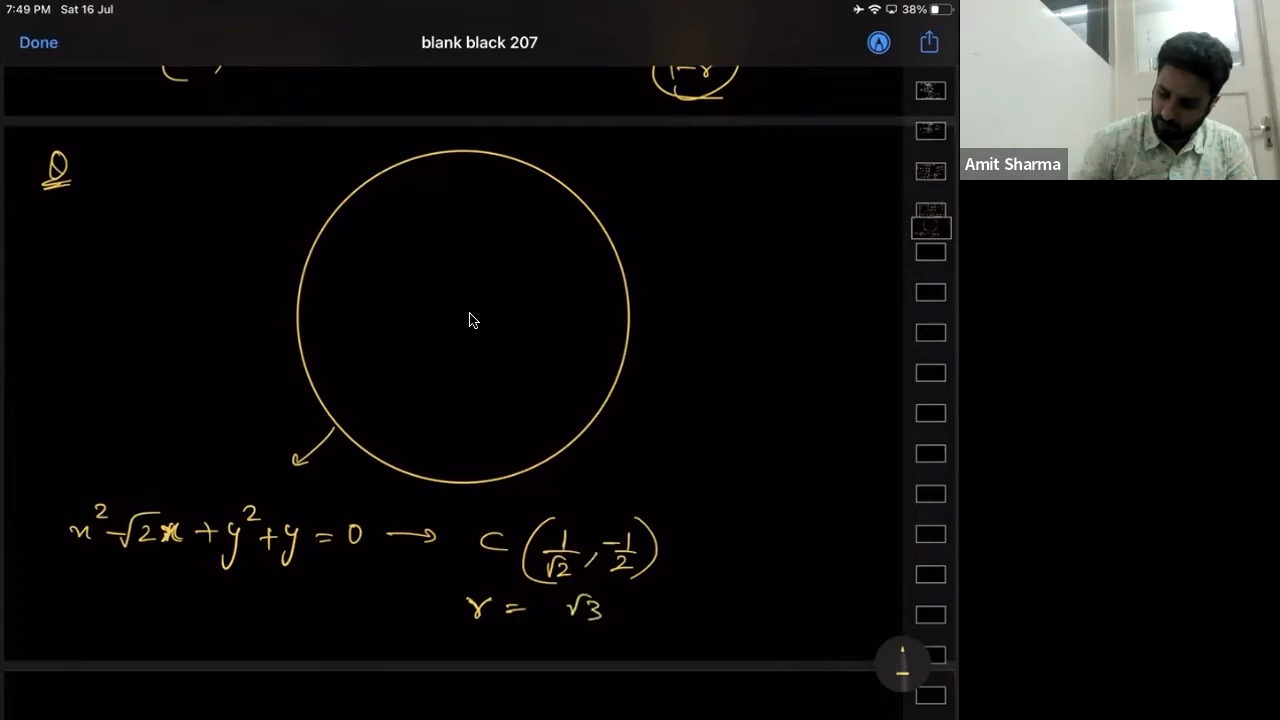 7:49 PM Sat 16 Jul
38%
Done
blank black 207
1-r
Q
x² - √2x + y² + y = 0 → C (1/√2, -1/2)
r = √3
Amit Sharma